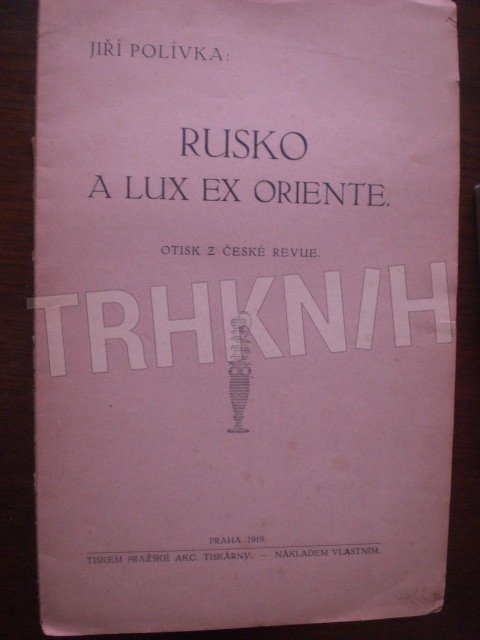 JIŘÍ POLÍVKA:
RUSKO
A LUX EX ORIENTE.
OTISK Z ČESKÉ REVUE.
TRHKNIH
PRAHA 1919.
TISKEM PRAŽSKÉ AKC. TISKÁRNY. — NÁKLADEM VLASTNÍM.